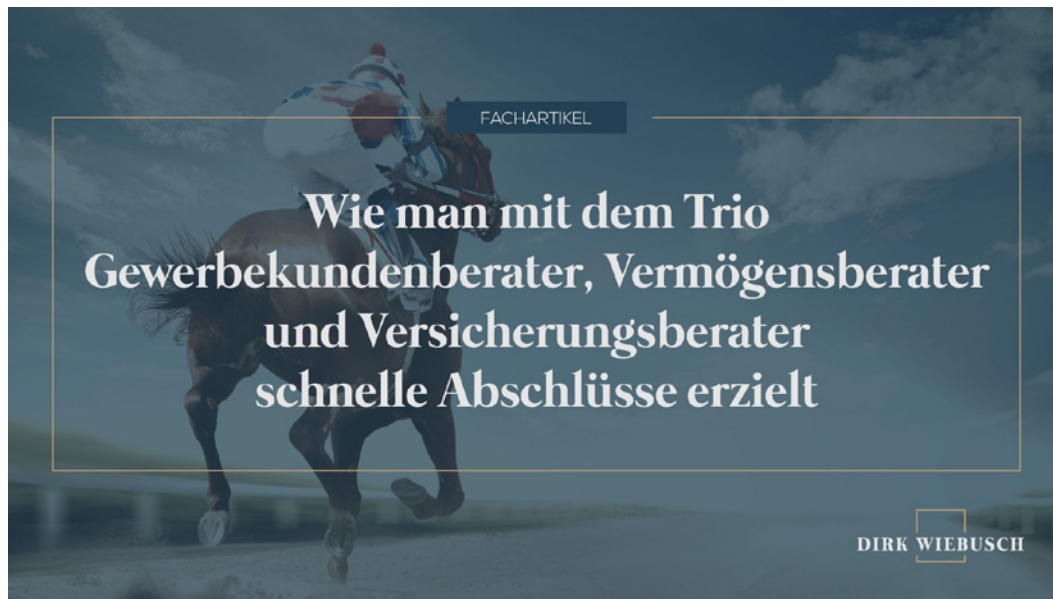 FACHARTIKEL
Wie man mit dem Trio
Gewerbekundenberater, Vermögensberater
und Versicherungsberater
schnelle Abschlüsse erzielt
DIRK WIEBUSCH